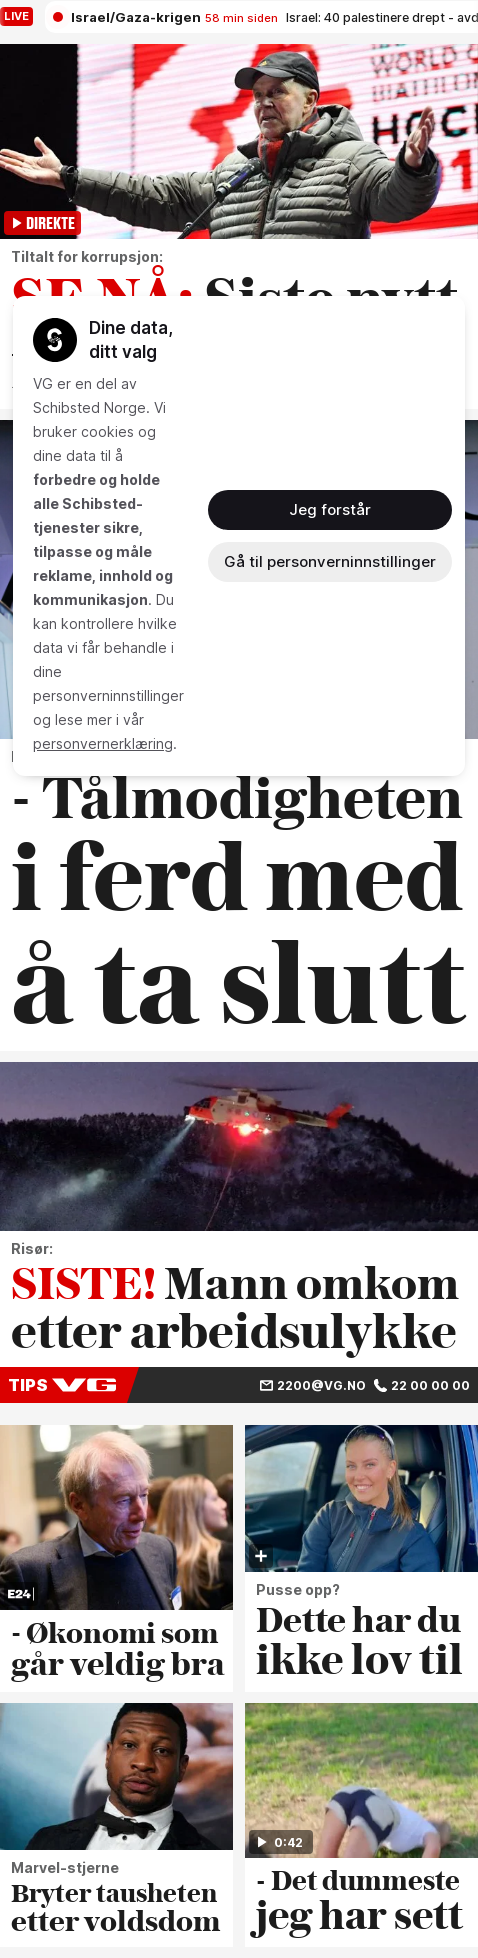 LIVE
Israel/Gaza-krigen 58 min siden Israel: 40 palestinere drept - avd
WORLD
BIATHLON
HOC
1
DIREKTE
Tiltalt for korrupsjon:
SE NÅ: Siste nytt
Dine data,
ditt valg
VG er en del av
Schibsted Norge. Vi
bruker cookies og
dine data til å
forbedre og holde
alle Schibsted-
tjenester sikre,
tilpasse og måle
reklame, innhold og
kommunikasjon. Du
kan kontrollere hvilke
data vi får behandle i
dine
personverninnstillinger
og lese mer i vår
personvernerklæring.
Jeg forstår
Gå til personverninnstillinger
- Tålmodigheten
i ferd med
å ta slutt
Risør:
SISTE! Mann omkom
etter arbeidsulykke
TIPS VG
2200@VG.NO 22 00 00 00
E24
- Økonomi som
går veldig bra
Pusse opp?
Dette har du
ikke lov til
Marvel-stjerne
Bryter tausheten
etter voldsdom
0:42
- Det dummeste
jeg har sett